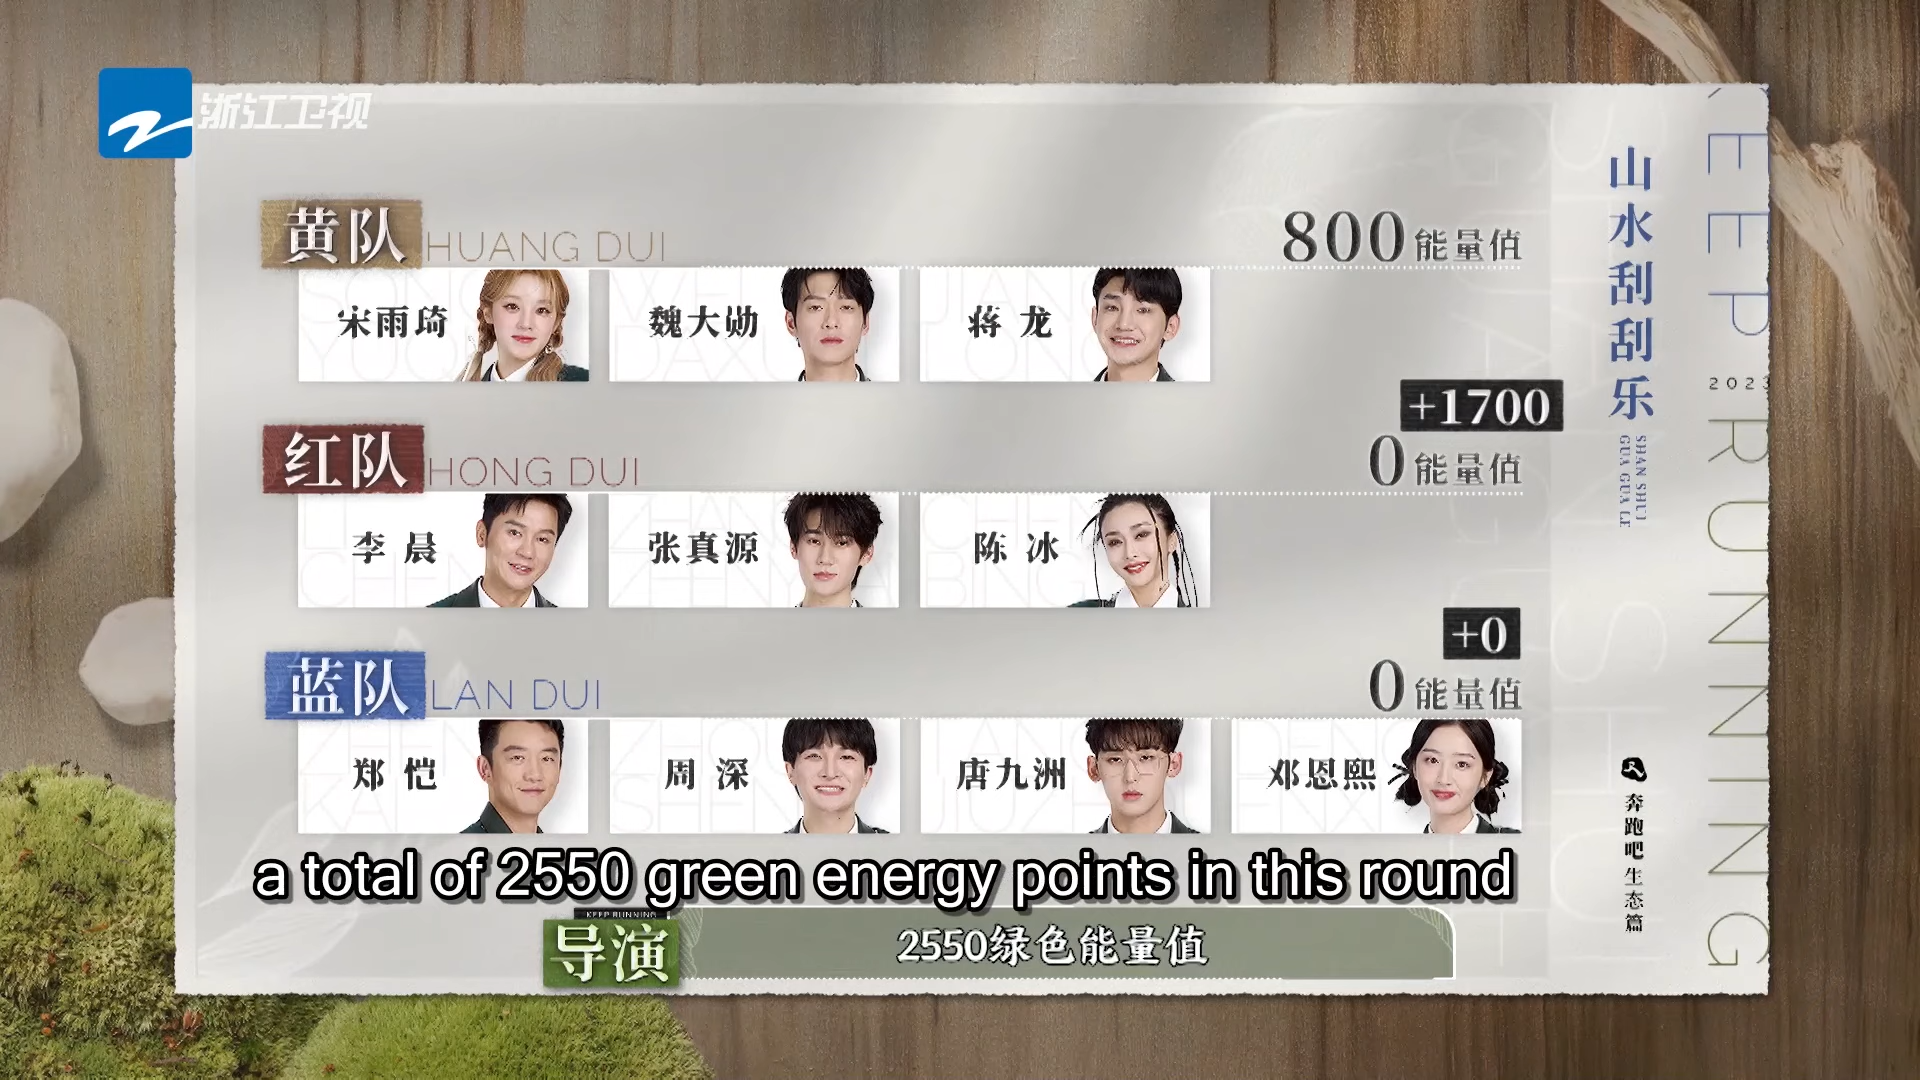 浙江卫视
黄队 HUANG DUI
800能量值
宋雨琦
魏大勋
蒋龙
+1700
红队 HONG DUI
0能量值
李晨
张真源
陈冰
+0
蓝队 LAN DUI
0能量值
郑恺
周深
唐九洲
邓恩熙
a total of 2550 green energy points in this round
KEEP RUNNING
导演
2550绿色能量值
山水刮刮乐
SHAN SHUI
GUA GUA LE
奔跑吧生态篇
KEEP
2023
RUNNING